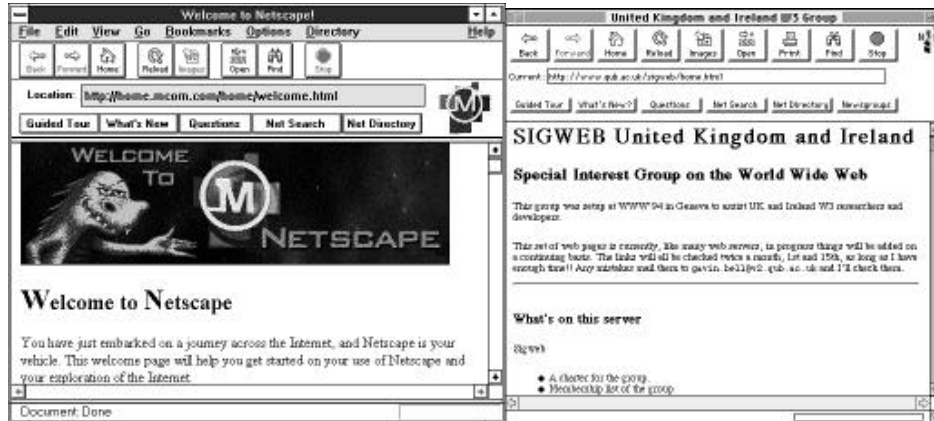 Welcome to Netscape!
File Edit View Go Bookmarks Options Directory Help
Back Forward Home Reload Images Open Find Stop
Location: http://home.mcom.com/home/welcome.html
Guided Tour What's New Questions Net Search Net Directory
WELCOME
TO
M
NETSCAPE
Welcome to Netscape
You have just embarked on a journey across the Internet, and Netscape is your
vehicle. This welcome page will help you get started on your use of Netscape and
your exploration of the Internet
Document: Done
United Kingdom and Ireland W3 Group
Back Forward Home Reload Images Open Print Find Stop
N
Current: http://www.qub.ac.uk/sigweb/home.html
Guided Tour What's New? Questions Net Search Net Directory Newsgroups
SIGWEB United Kingdom and Ireland
Special Interest Group on the World Wide Web
This group was setup at WWW'94 in Geneva to assist UK and Ireland W3 researchers and
developers.
This set of web pages is currently, like many web servers, in progress things will be added on
a continuing basis. The links will all be checked twice a month, 1st and 15th, as long as I have
enough time!! Any mistakes mail them to gavin.bell@v2.qub.ac.uk and I'll check them.
What's on this server
Sigweb
A charter for the group.
Membership list of the group